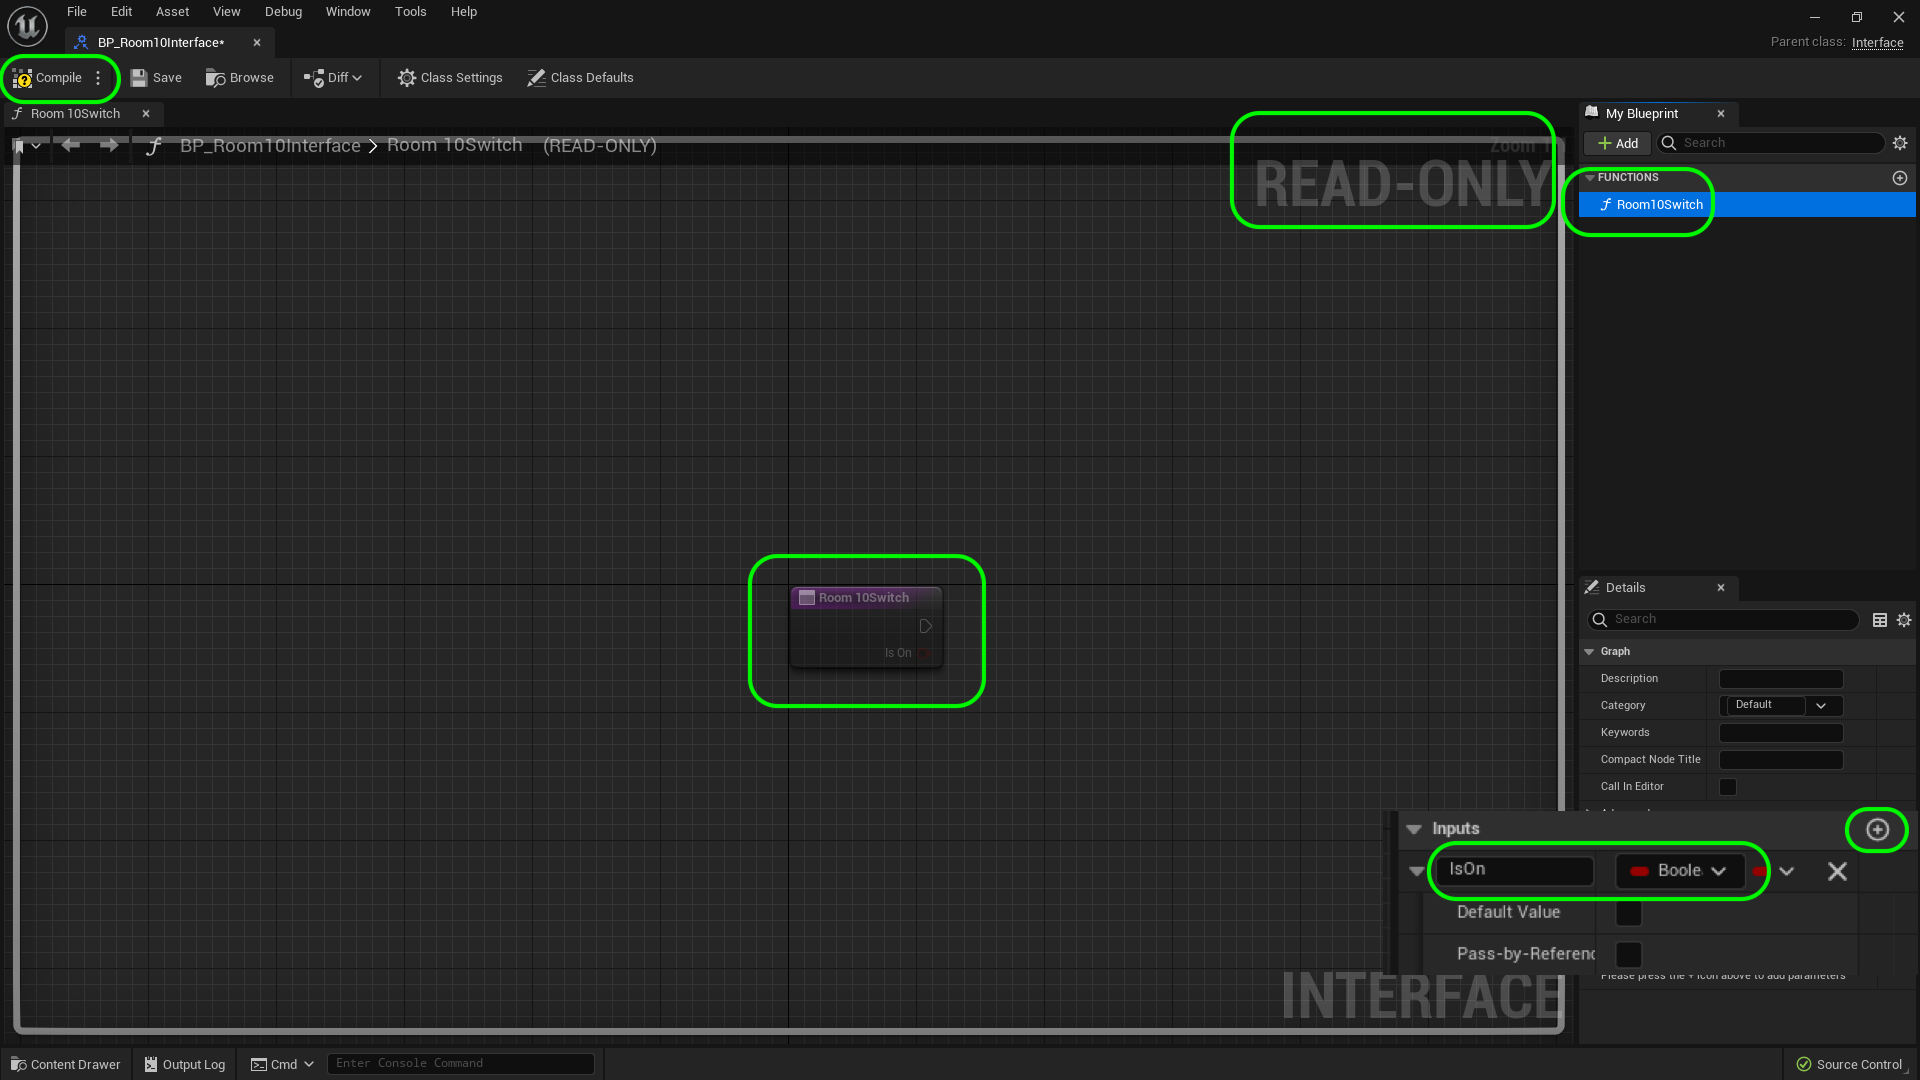 File Edit Asset View Debug Window Tools Help
BP_Room10Interface*
Parent class: Interface
Compile Save Browse Diff Class Settings Class Defaults
Room 10Switch
My Blueprint
BP_Room10Interface > Room 10Switch (READ-ONLY)
Zoom
READ-ONLY
Add Search
FUNCTIONS
Room10Switch
Room 10Switch
Is On
Details
Search
Graph
Description
Category Default
Keywords
Compact Node Title
Call In Editor
Inputs
IsOn Boole
Default Value
Pass-by-Referenc
Please press the + icon above to add parameters
INTERFACE
Content Drawer Output Log Cmd Enter Console Command Source Control